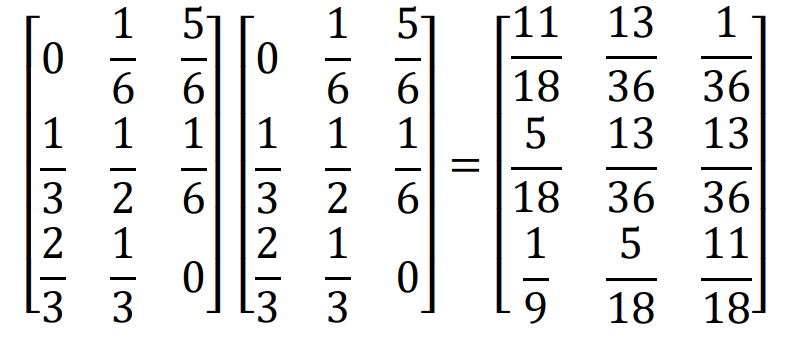 [0 1/6 5/6] [0 1/6 5/6] [11/18 13/36 1/36]
[1/3 1/2 1/6] [1/3 1/2 1/6] = [5/18 13/36 13/36]
[2/3 1/3 0] [2/3 1/3 0] [1/9 5/18 11/18]